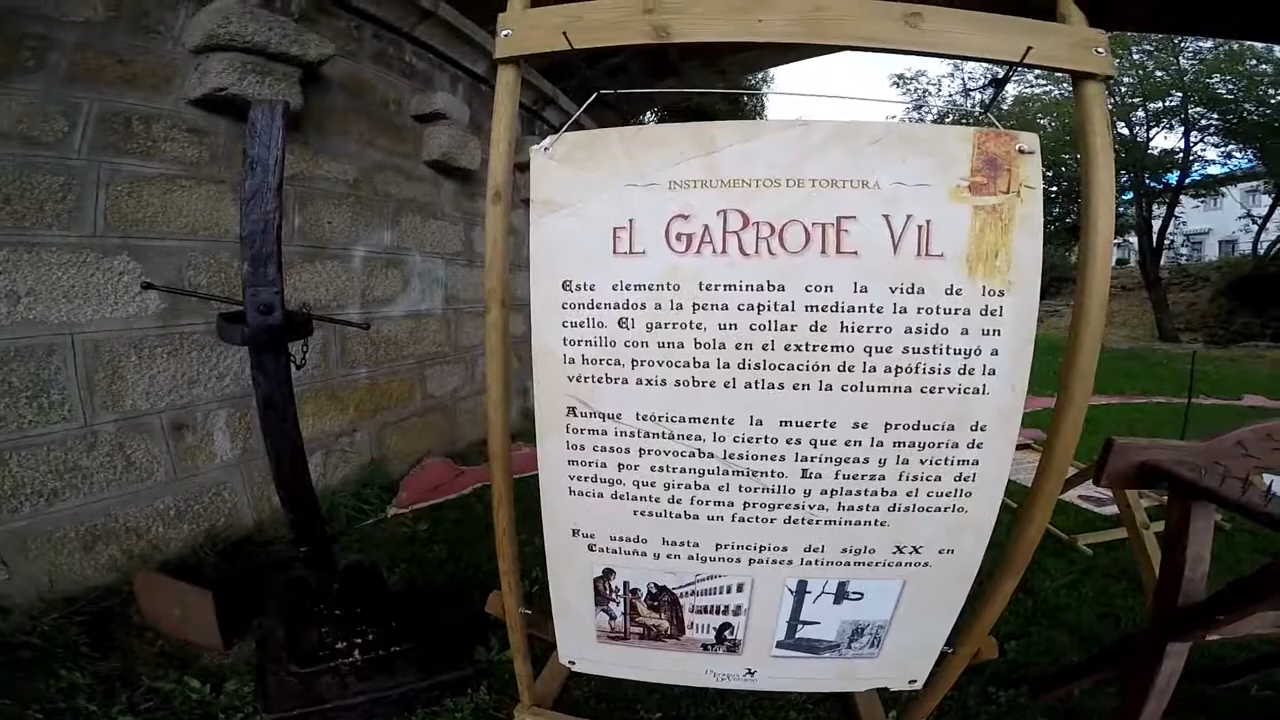 INSTRUMENTOS DE TORTURA
EL GARROTE VIL
Este elemento terminaba con la vida de los
condenados a la pena capital mediante la rotura del
cuello. El garrote, un collar de hierro asido a un
tornillo con una bola en el extremo que sustituyó a
la horca, provocaba la dislocación de la apófisis de la
vértebra axis sobre el atlas en la columna cervical.
Aunque teóricamente la muerte se producía de
forma instantánea, lo cierto es que en la mayoría de
los casos provocaba lesiones laríngeas y la víctima
moría por estrangulamiento. La fuerza física del
verdugo, que giraba el tornillo y aplastaba el cuello
hacia delante de forma progresiva, hasta dislocarlo,
resultaba un factor determinante.
Fue usado hasta principios del siglo XX en
Cataluña y en algunos países latinoamericanos.